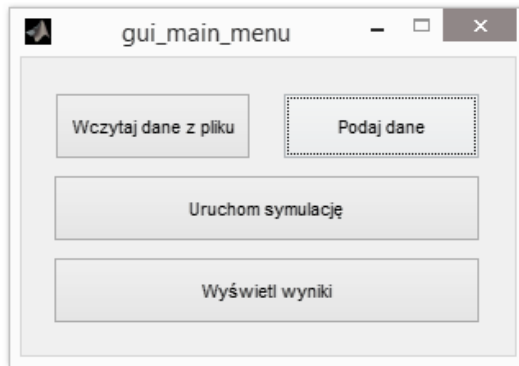 gui_main_menu
Wczytaj dane z pliku
Podaj dane
Uruchom symulację
Wyświetl wyniki